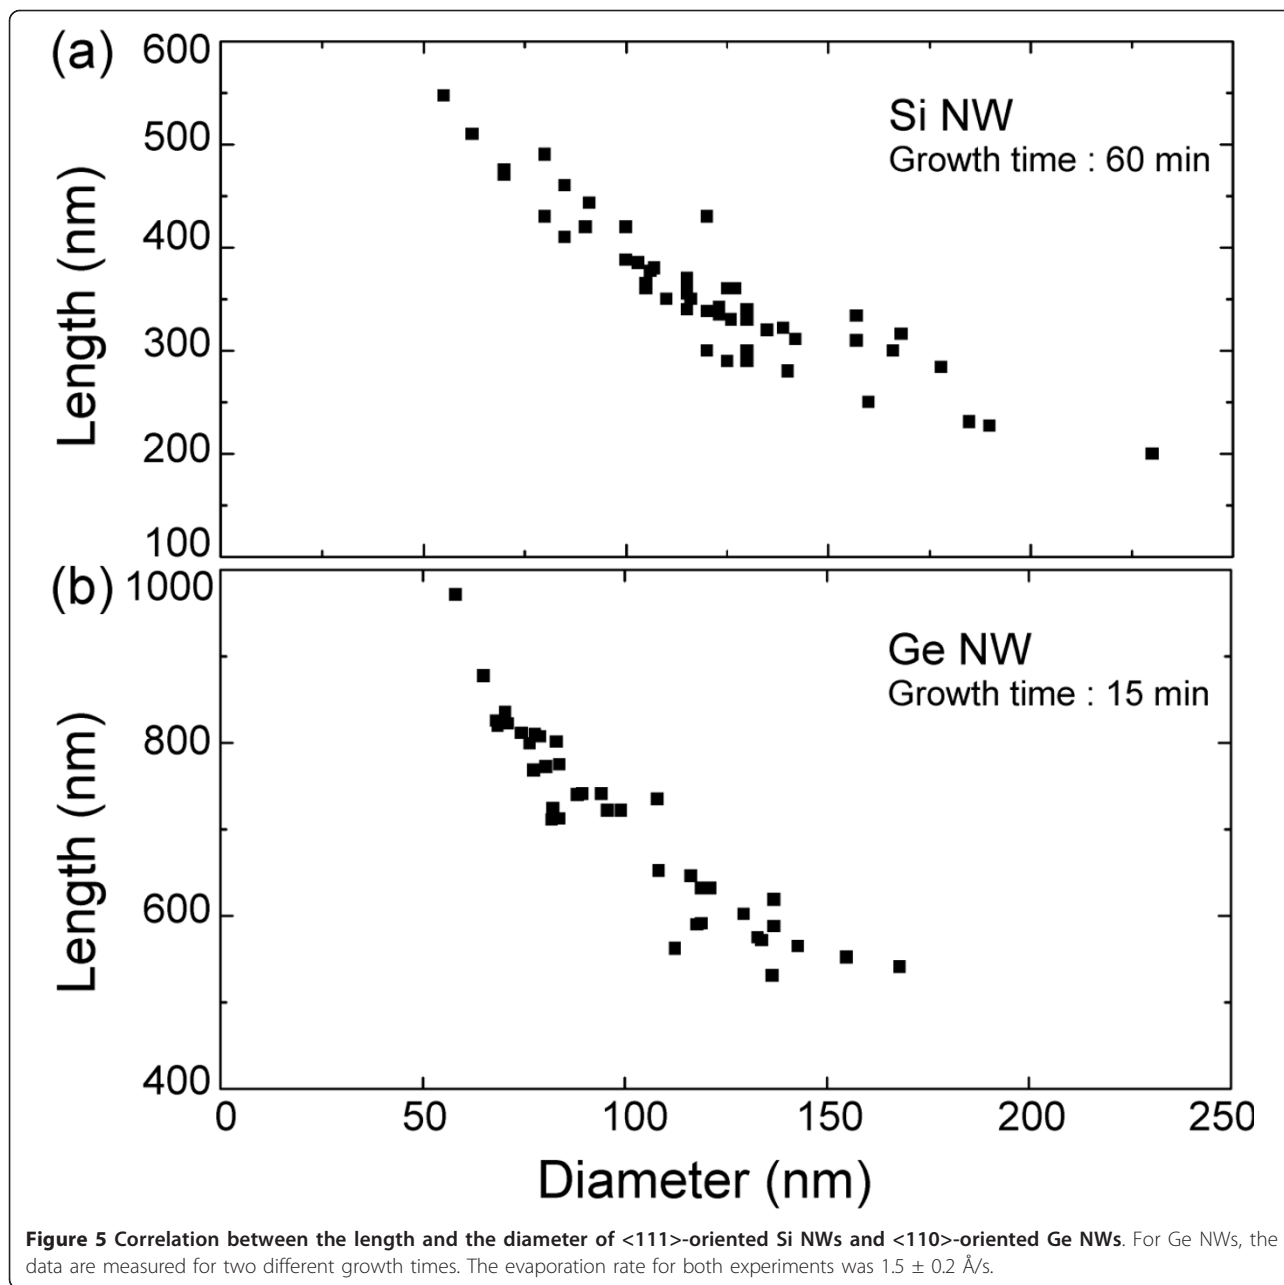 (a)
600
500
400
300
200
100
Length (nm)
Si NW
Growth time : 60 min
(b)
1000
800
600
400
Length (nm)
Ge NW
Growth time : 15 min
0 50 100 150 200 250
Diameter (nm)
Figure 5 Correlation between the length and the diameter of <111>-oriented Si NWs and <110>-oriented Ge NWs. For Ge NWs, the
data are measured for two different growth times. The evaporation rate for both experiments was 1.5 ± 0.2 Å/s.